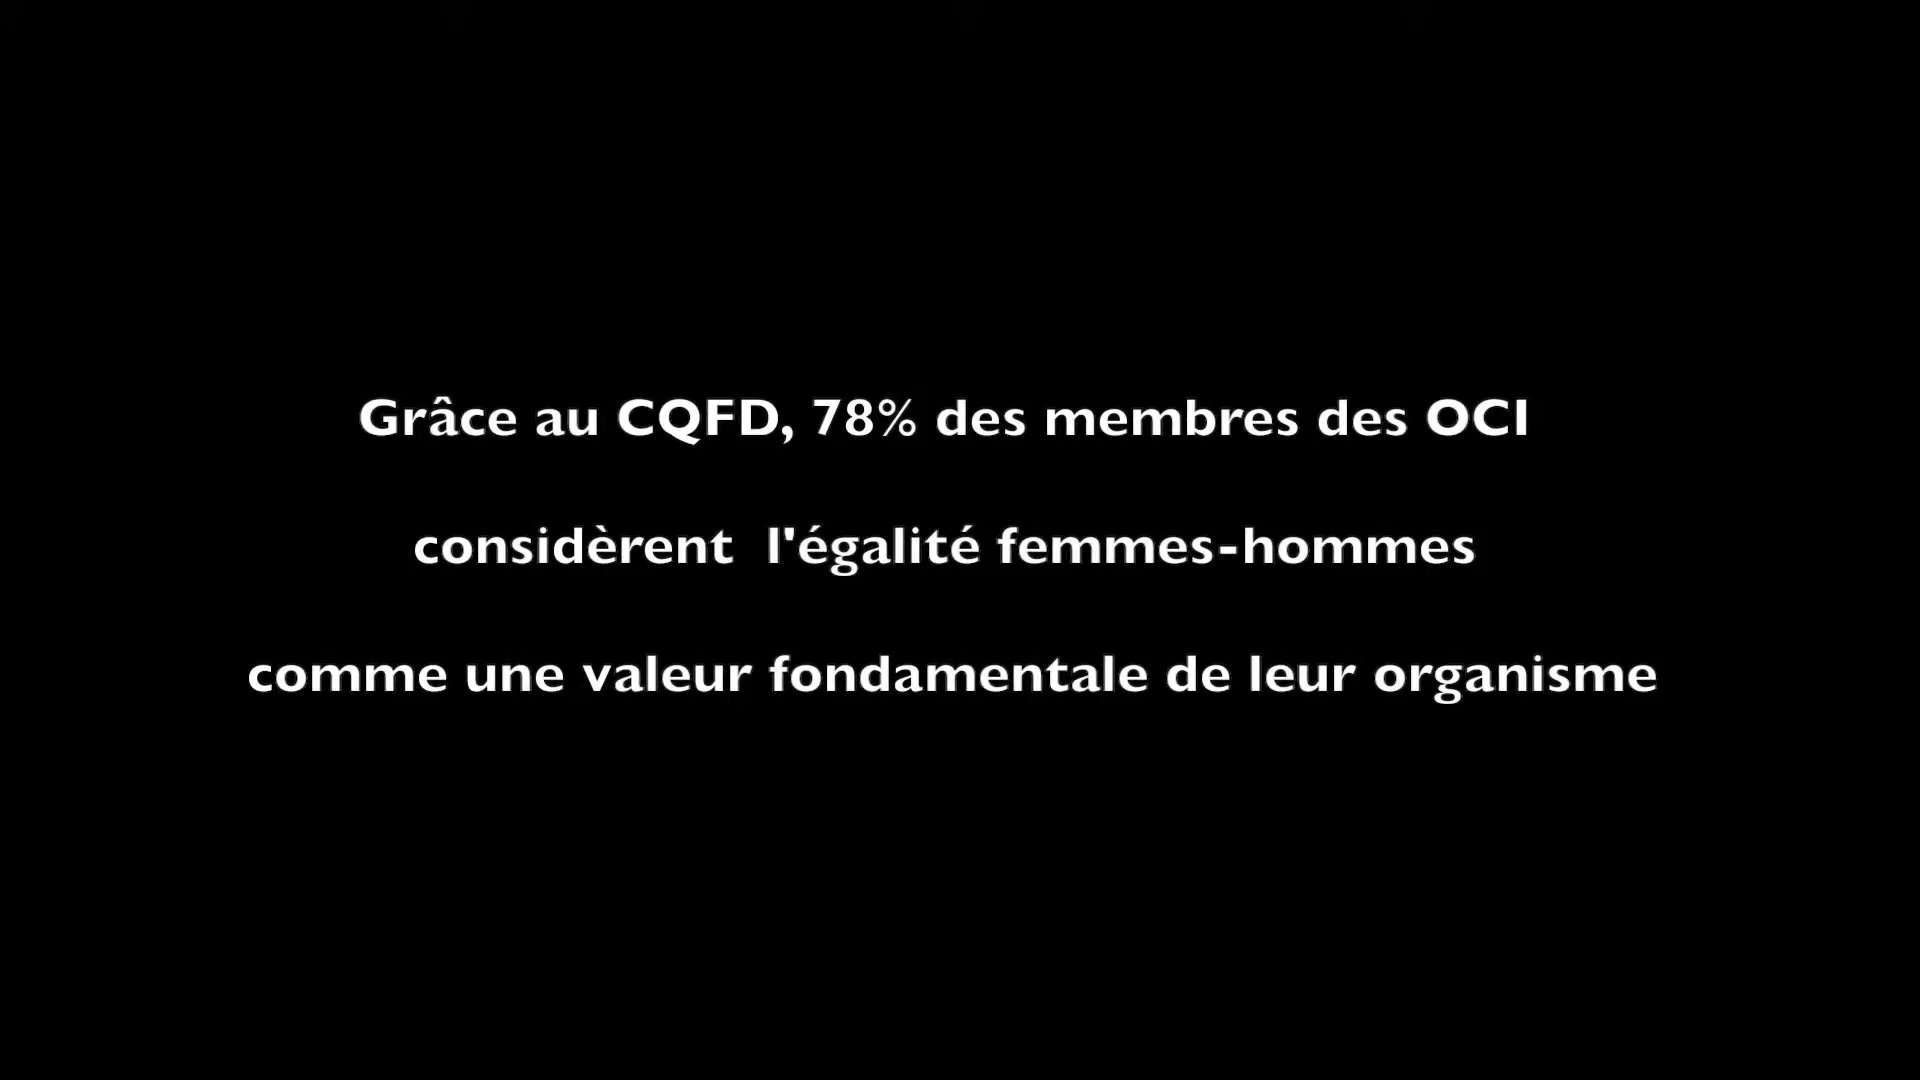 Grâce au CQFD, 78% des membres des OCI
considèrent  l'égalité femmes-hommes
comme une valeur fondamentale de leur organisme